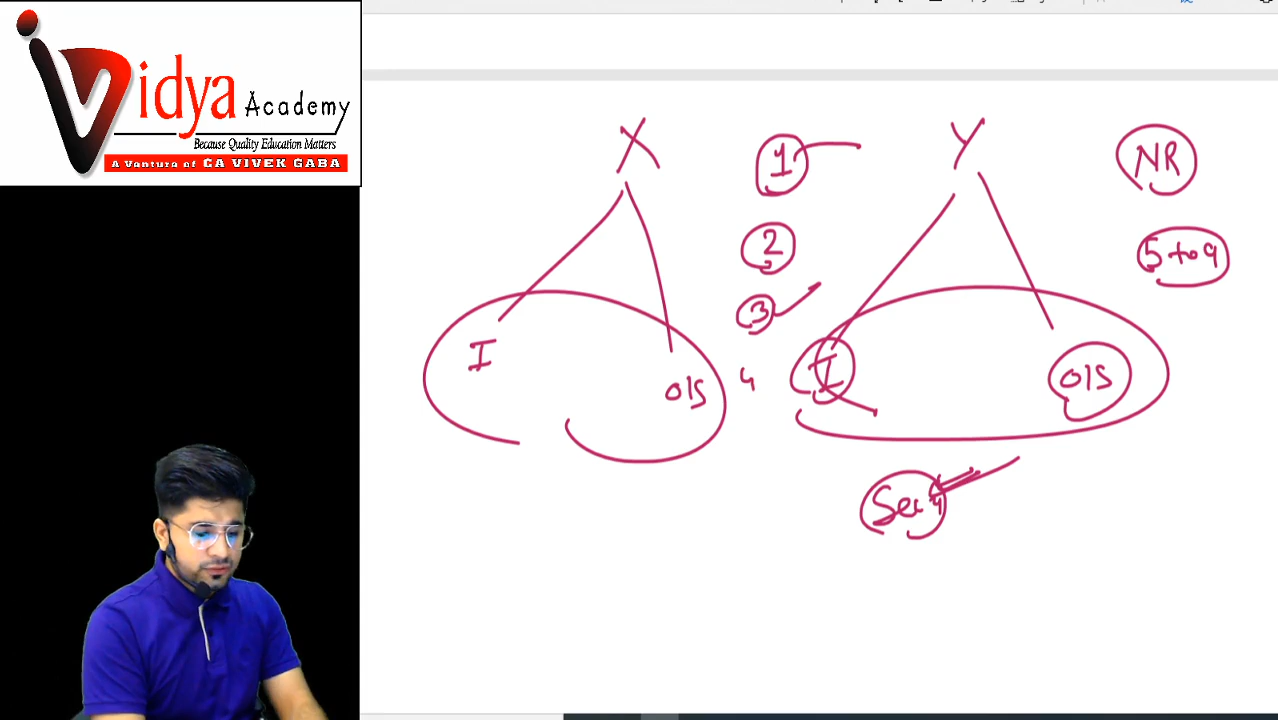 Vidya Academy
Because Quality Education Matters
A Ventura of CA VIVEK GABA
X
1
Y
NR
2
5 to 9
3
I
O/S
4
I
O/S
Sec 4